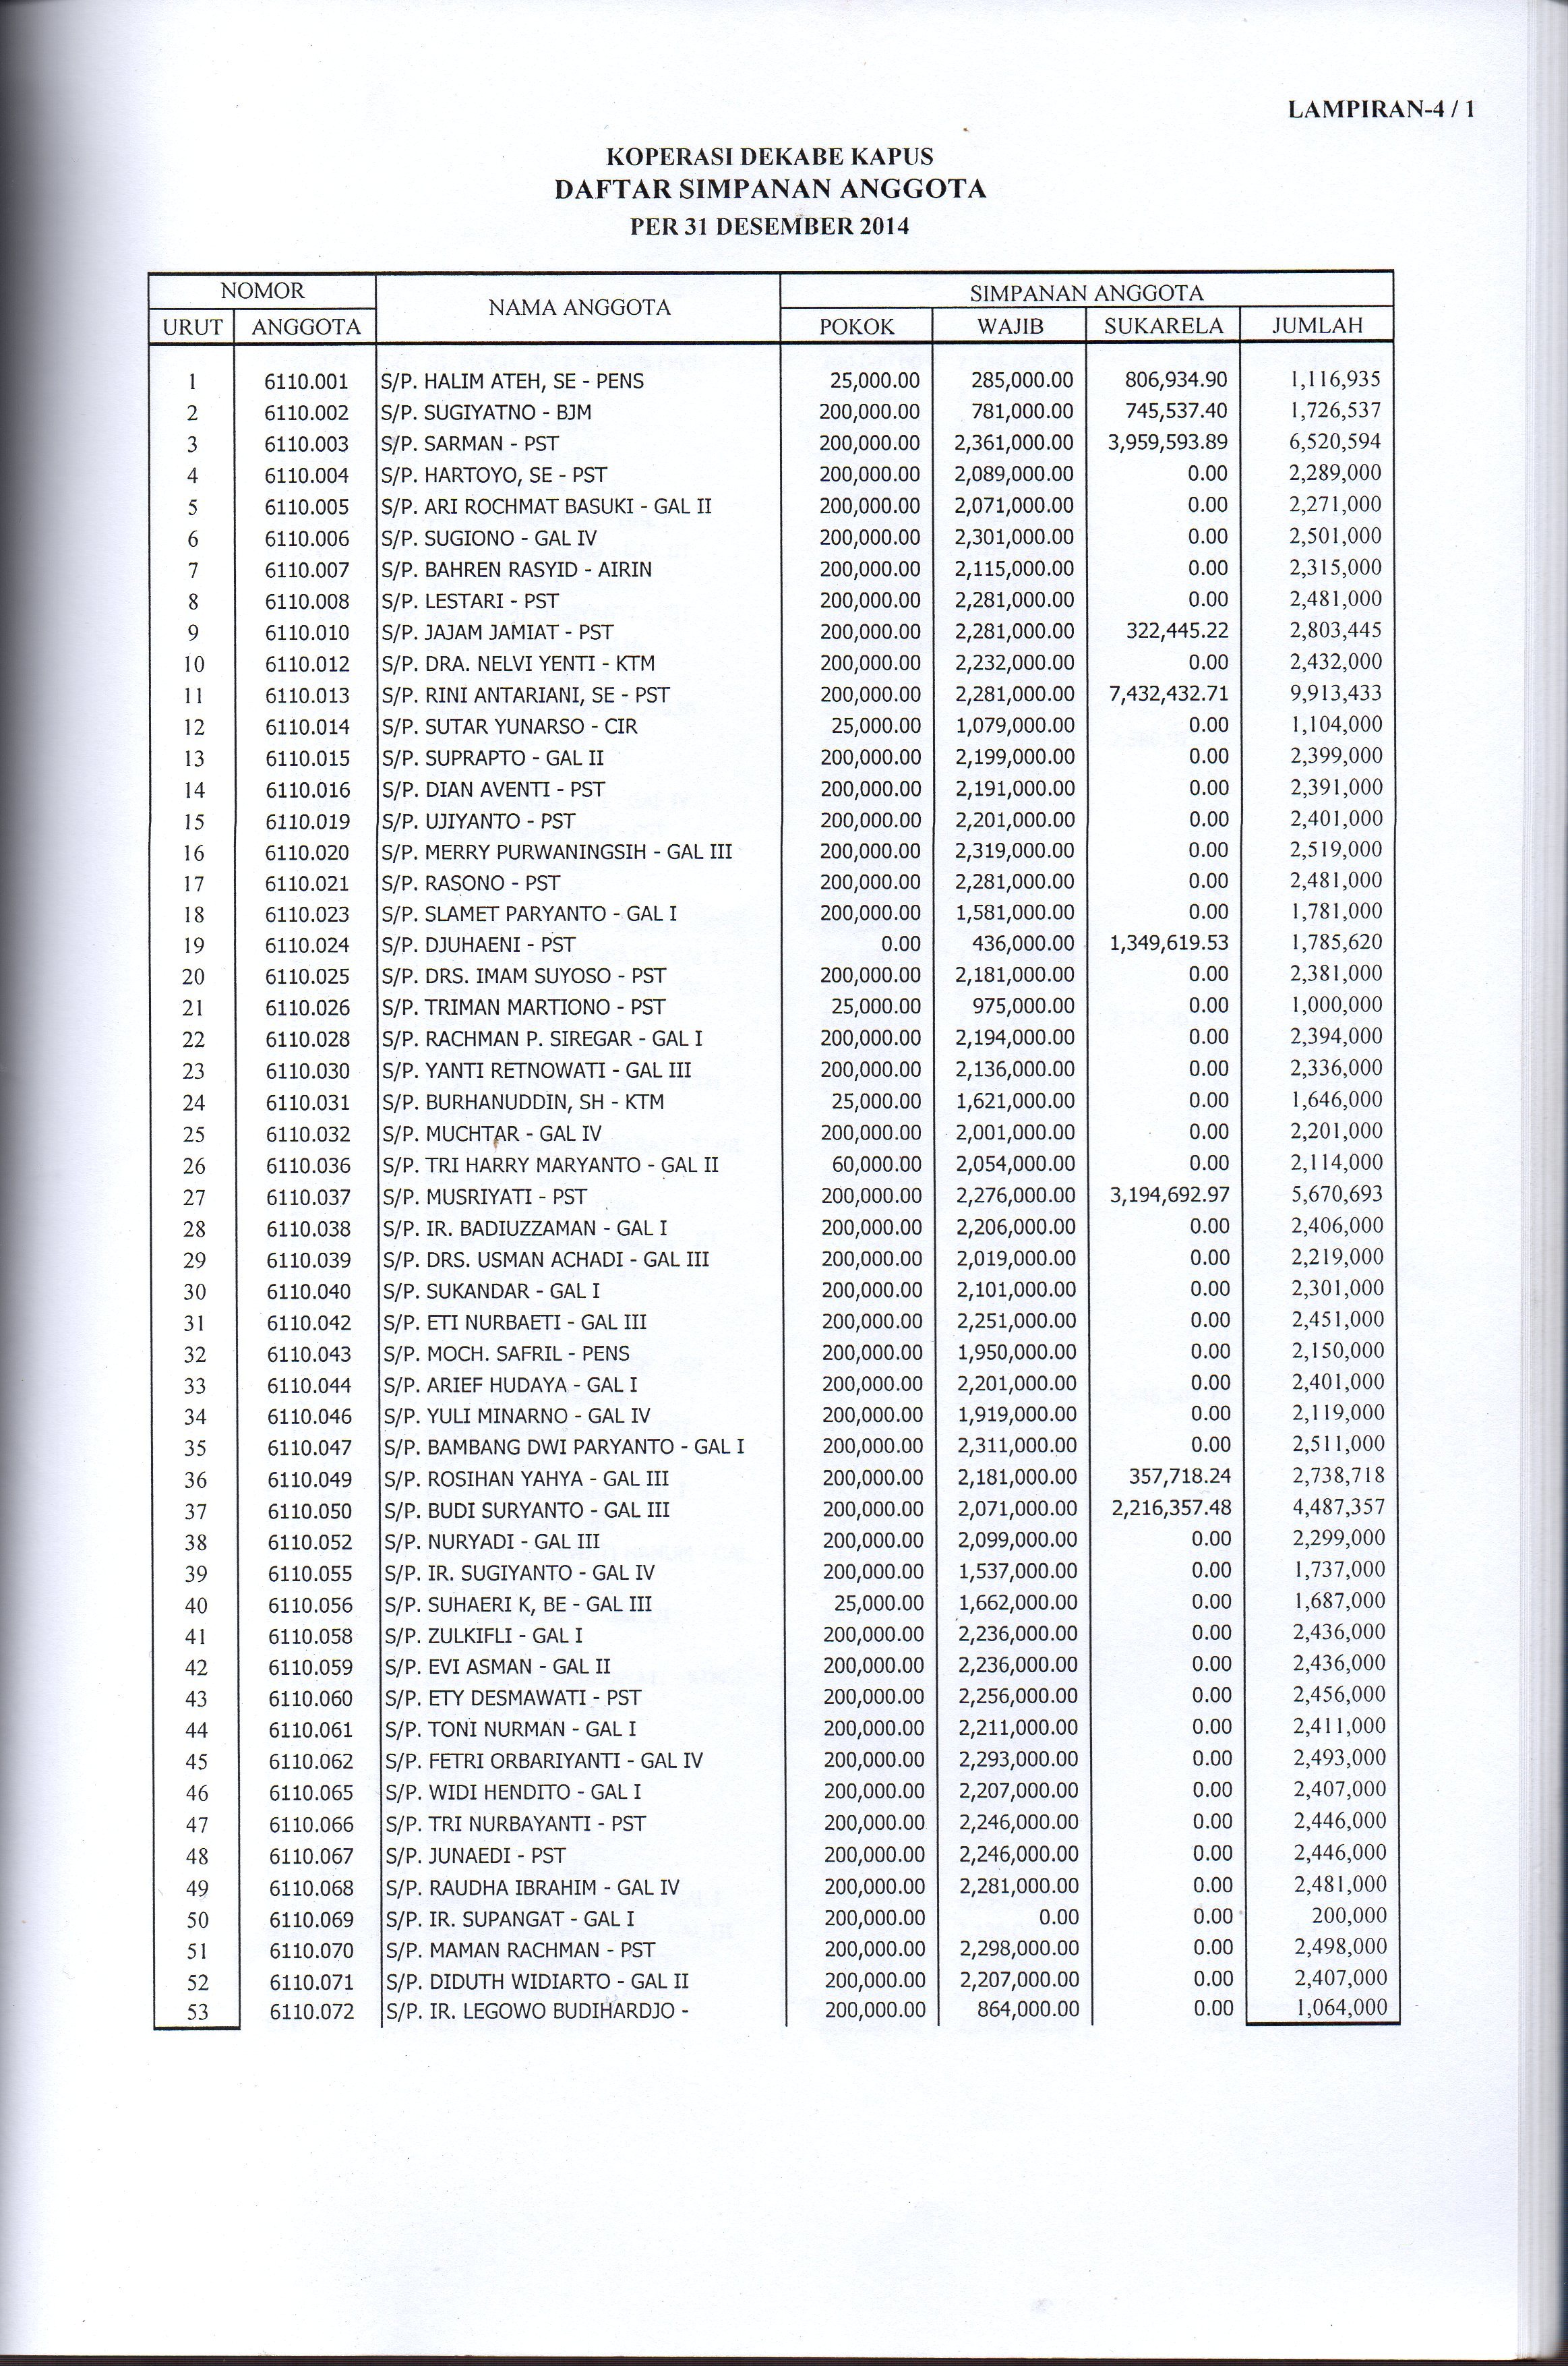 LAMPIRAN-4 / 1
KOPERASI DEKABE KAPUS
DAFTAR SIMPANAN ANGGOTA
PER 31 DESEMBER 2014
NOMOR NAMA ANGGOTA SIMPANAN ANGGOTA
URUT ANGGOTA POKOK WAJIB SUKARELA JUMLAH
1 6110.001 S/P. HALIM ATEH, SE - PENS 25,000.00 285,000.00 806,934.90 1,116,935
2 6110.002 S/P. SUGIYATNO - BJM 200,000.00 781,000.00 745,537.40 1,726,537
3 6110.003 S/P. SARMAN - PST 200,000.00 2,361,000.00 3,959,593.89 6,520,594
4 6110.004 S/P. HARTOYO, SE - PST 200,000.00 2,089,000.00 0.00 2,289,000
5 6110.005 S/P. ARI ROCHMAT BASUKI - GAL II 200,000.00 2,071,000.00 0.00 2,271,000
6 6110.006 S/P. SUGIONO - GAL IV 200,000.00 2,301,000.00 0.00 2,501,000
7 6110.007 S/P. BAHREN RASYID - AIRIN 200,000.00 2,115,000.00 0.00 2,315,000
8 6110.008 S/P. LESTARI - PST 200,000.00 2,281,000.00 0.00 2,481,000
9 6110.010 S/P. JAJAM JAMIAT - PST 200,000.00 2,281,000.00 322,445.22 2,803,445
10 6110.012 S/P. DRA. NELVI YENTI - KTM 200,000.00 2,232,000.00 0.00 2,432,000
11 6110.013 S/P. RINI ANTARIANI, SE - PST 200,000.00 2,281,000.00 7,432,432.71 9,913,433
12 6110.014 S/P. SUTAR YUNARSO - CIR 25,000.00 1,079,000.00 0.00 1,104,000
13 6110.015 S/P. SUPRAPTO - GAL II 200,000.00 2,199,000.00 0.00 2,399,000
14 6110.016 S/P. DIAN AVENTI - PST 200,000.00 2,191,000.00 0.00 2,391,000
15 6110.019 S/P. UJIYANTO - PST 200,000.00 2,201,000.00 0.00 2,401,000
16 6110.020 S/P. MERRY PURWANINGSIH - GAL III 200,000.00 2,319,000.00 0.00 2,519,000
17 6110.021 S/P. RASONO - PST 200,000.00 2,281,000.00 0.00 2,481,000
18 6110.023 S/P. SLAMET PARYANTO - GAL I 200,000.00 1,581,000.00 0.00 1,781,000
19 6110.024 S/P. DJUHAENI - PST 0.00 436,000.00 1,349,619.53 1,785,620
20 6110.025 S/P. DRS. IMAM SUYOSO - PST 200,000.00 2,181,000.00 0.00 2,381,000
21 6110.026 S/P. TRIMAN MARTIONO - PST 25,000.00 975,000.00 0.00 1,000,000
22 6110.028 S/P. RACHMAN P. SIREGAR - GAL I 200,000.00 2,194,000.00 0.00 2,394,000
23 6110.030 S/P. YANTI RETNOWATI - GAL III 200,000.00 2,136,000.00 0.00 2,336,000
24 6110.031 S/P. BURHANUDDIN, SH - KTM 25,000.00 1,621,000.00 0.00 1,646,000
25 6110.032 S/P. MUCHTAR - GAL IV 200,000.00 2,001,000.00 0.00 2,201,000
26 6110.036 S/P. TRI HARRY MARYANTO - GAL II 60,000.00 2,054,000.00 0.00 2,114,000
27 6110.037 S/P. MUSRIYATI - PST 200,000.00 2,276,000.00 3,194,692.97 5,670,693
28 6110.038 S/P. IR. BADIUZZAMAN - GAL I 200,000.00 2,206,000.00 0.00 2,406,000
29 6110.039 S/P. DRS. USMAN ACHADI - GAL III 200,000.00 2,019,000.00 0.00 2,219,000
30 6110.040 S/P. SUKANDAR - GAL I 200,000.00 2,101,000.00 0.00 2,301,000
31 6110.042 S/P. ETI NURBAETI - GAL III 200,000.00 2,251,000.00 0.00 2,451,000
32 6110.043 S/P. MOCH. SAFRIL - PENS 200,000.00 1,950,000.00 0.00 2,150,000
33 6110.044 S/P. ARIEF HUDAYA - GAL I 200,000.00 2,201,000.00 0.00 2,401,000
34 6110.046 S/P. YULI MINARNO - GAL IV 200,000.00 1,919,000.00 0.00 2,119,000
35 6110.047 S/P. BAMBANG DWI PARYANTO - GAL I 200,000.00 2,311,000.00 0.00 2,511,000
36 6110.049 S/P. ROSIHAN YAHYA - GAL III 200,000.00 2,181,000.00 357,718.24 2,738,718
37 6110.050 S/P. BUDI SURYANTO - GAL III 200,000.00 2,071,000.00 2,216,357.48 4,487,357
38 6110.052 S/P. NURYADI - GAL III 200,000.00 2,099,000.00 0.00 2,299,000
39 6110.055 S/P. IR. SUGIYANTO - GAL IV 200,000.00 1,537,000.00 0.00 1,737,000
40 6110.056 S/P. SUHAERI K, BE - GAL III 25,000.00 1,662,000.00 0.00 1,687,000
41 6110.058 S/P. ZULKIFLI - GAL I 200,000.00 2,236,000.00 0.00 2,436,000
42 6110.059 S/P. EVI ASMAN - GAL II 200,000.00 2,236,000.00 0.00 2,436,000
43 6110.060 S/P. ETY DESMAWATI - PST 200,000.00 2,256,000.00 0.00 2,456,000
44 6110.061 S/P. TONI NURMAN - GAL I 200,000.00 2,211,000.00 0.00 2,411,000
45 6110.062 S/P. FETRI ORBARIYANTI - GAL IV 200,000.00 2,293,000.00 0.00 2,493,000
46 6110.065 S/P. WIDI HENDITO - GAL I 200,000.00 2,207,000.00 0.00 2,407,000
47 6110.066 S/P. TRI NURBAYANTI - PST 200,000.00 2,246,000.00 0.00 2,446,000
48 6110.067 S/P. JUNAEDI - PST 200,000.00 2,246,000.00 0.00 2,446,000
49 6110.068 S/P. RAUDHA IBRAHIM - GAL IV 200,000.00 2,281,000.00 0.00 2,481,000
50 6110.069 S/P. IR. SUPANGAT - GAL I 200,000.00 0.00 0.00 200,000
51 6110.070 S/P. MAMAN RACHMAN - PST 200,000.00 2,298,000.00 0.00 2,498,000
52 6110.071 S/P. DIDUTH WIDIARTO - GAL II 200,000.00 2,207,000.00 0.00 2,407,000
53 6110.072 S/P. IR. LEGOWO BUDIHARDJO - 200,000.00 864,000.00 0.00 1,064,000